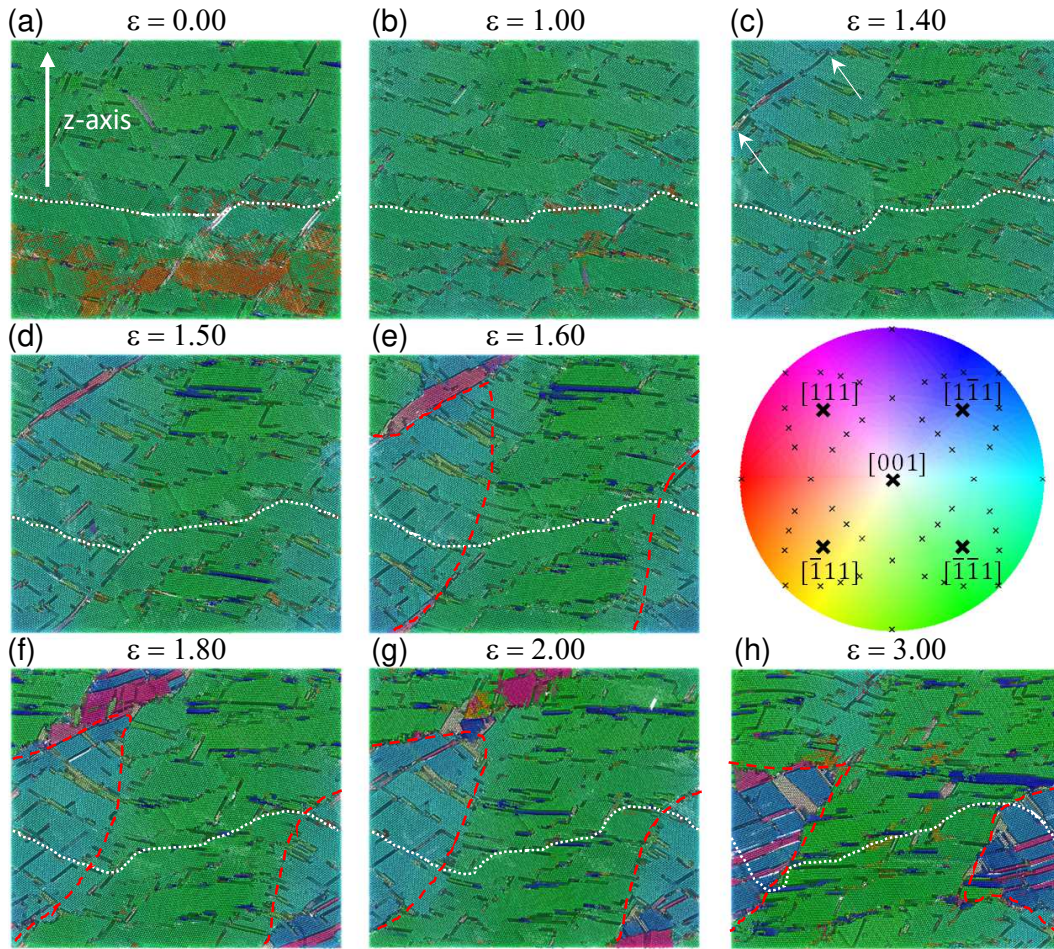 (a) ε = 0.00
(b) ε = 1.00
(c) ε = 1.40
z-axis
(d) ε = 1.50
(e) ε = 1.60
[111]
[11̅1]
[001]
[1̅11]
[1̅1̅1]
(f) ε = 1.80
(g) ε = 2.00
(h) ε = 3.00